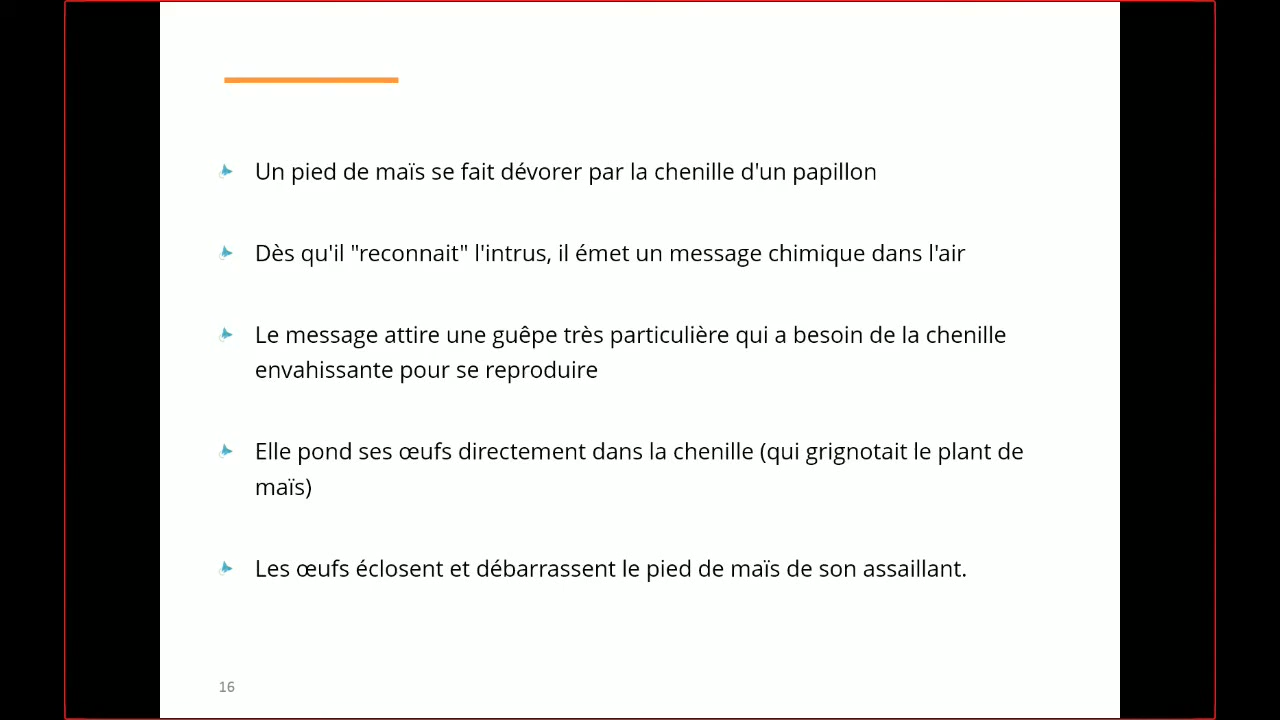 Un pied de maïs se fait dévorer par la chenille d'un papillon
Dès qu'il "reconnait" l'intrus, il émet un message chimique dans l'air
Le message attire une guêpe très particulière qui a besoin de la chenille
envahissante pour se reproduire
Elle pond ses œufs directement dans la chenille (qui grignotait le plant de
maïs)
Les œufs éclosent et débarrassent le pied de maïs de son assaillant.
16